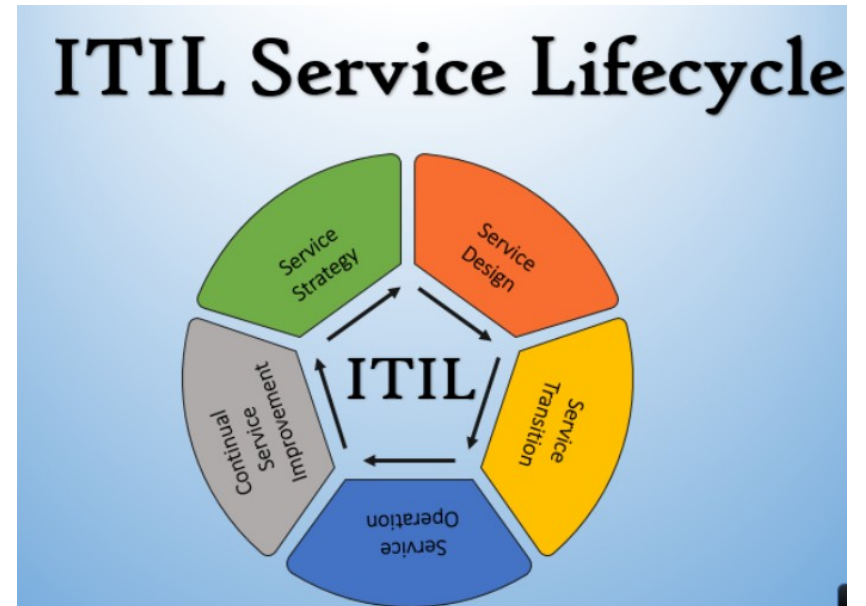 ITIL Service Lifecycle
Service
Strategy
Service
Design
Service
Transition
Service
Operation
Continual
Service
Improvement
ITIL